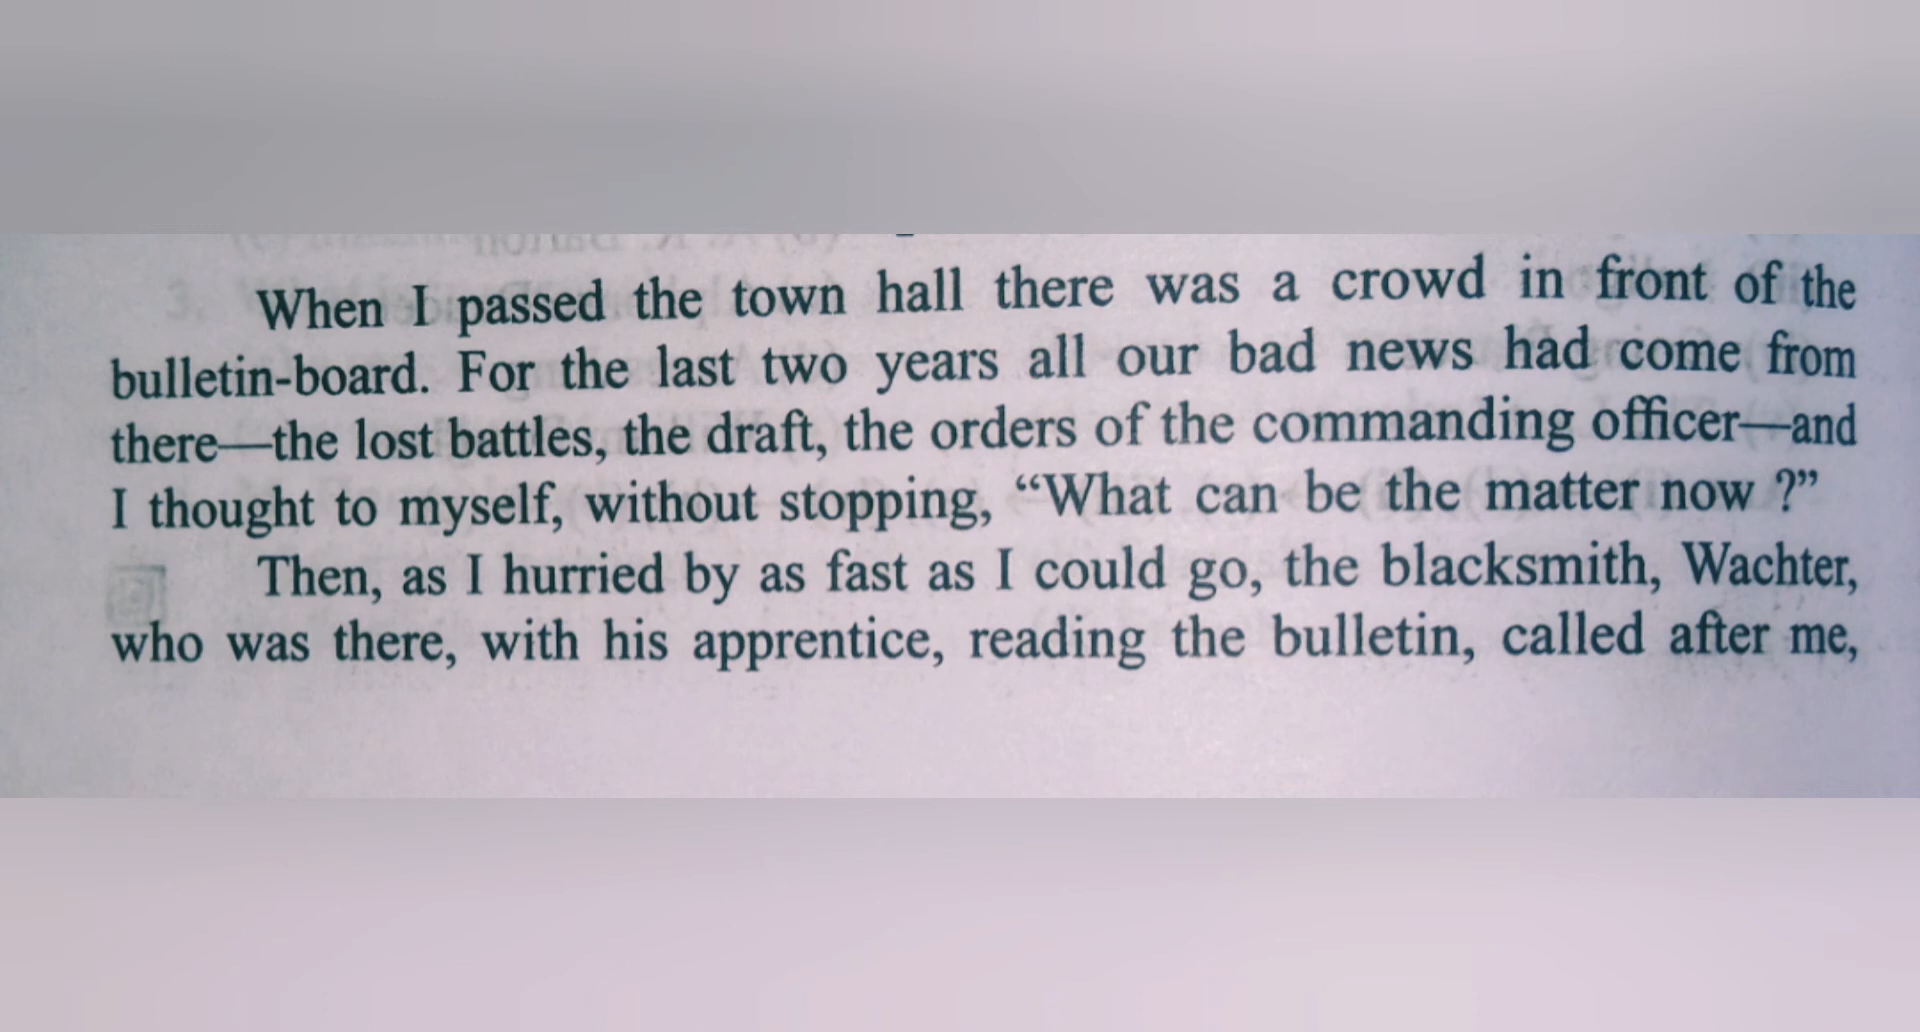 When I passed the town hall there was a crowd in front of the
bulletin-board. For the last two years all our bad news had come from
there—the lost battles, the draft, the orders of the commanding officer—and
I thought to myself, without stopping, “What can be the matter now ?”
Then, as I hurried by as fast as I could go, the blacksmith, Wachter,
who was there, with his apprentice, reading the bulletin, called after me,